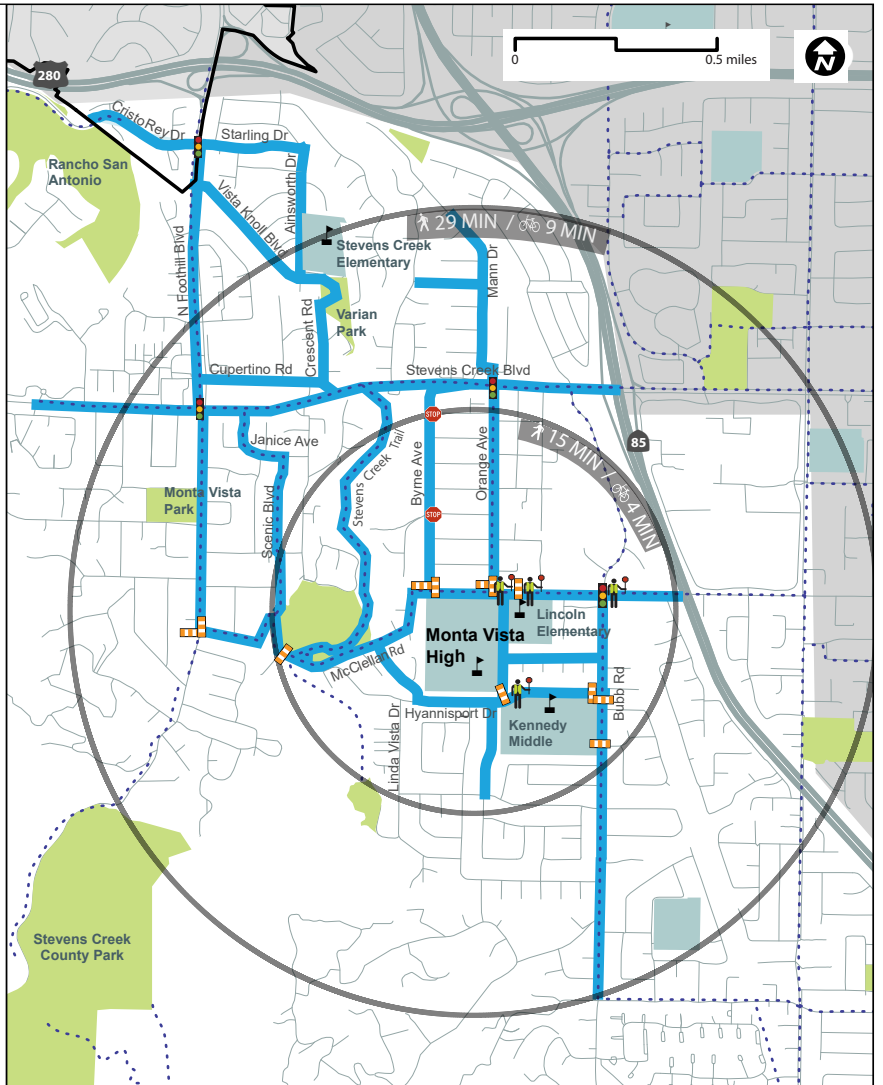 0
0.5 miles
N
280
Cristo Rey Dr
Starling Dr
Rancho San
Antonio
Ainsworth Dr
Vista Knoll Blvd
29 MIN / 9 MIN
Stevens Creek
Elementary
N Foothill Blvd
Mann Dr
Crescent Rd
Varian
Park
Cupertino Rd
Stevens Creek Blvd
STOP
15 MIN / 4 MIN
85
Janice Ave
Stevens Creek Trail
Byrne Ave
Orange Ave
Monta Vista
Park
Scenic Blvd
STOP
Lincoln
Elementary
Monta Vista
High
McClellan Rd
Bubb Rd
Linda Vista Dr
Hyannisport Dr
Kennedy
Middle
Stevens Creek
County Park